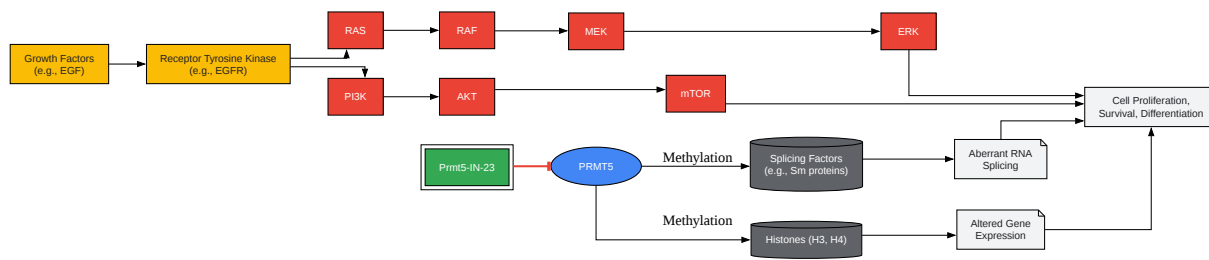 RAS
RAF
MEK
ERK
Growth Factors
(e.g., EGF)
Receptor Tyrosine Kinase
(e.g., EGFR)
PI3K
AKT
mTOR
Cell Proliferation,
Survival, Differentiation
Prmt5-IN-23
PRMT5
Methylation
Splicing Factors
(e.g., Sm proteins)
Aberrant RNA
Splicing
Methylation
Histones (H3, H4)
Altered Gene
Expression